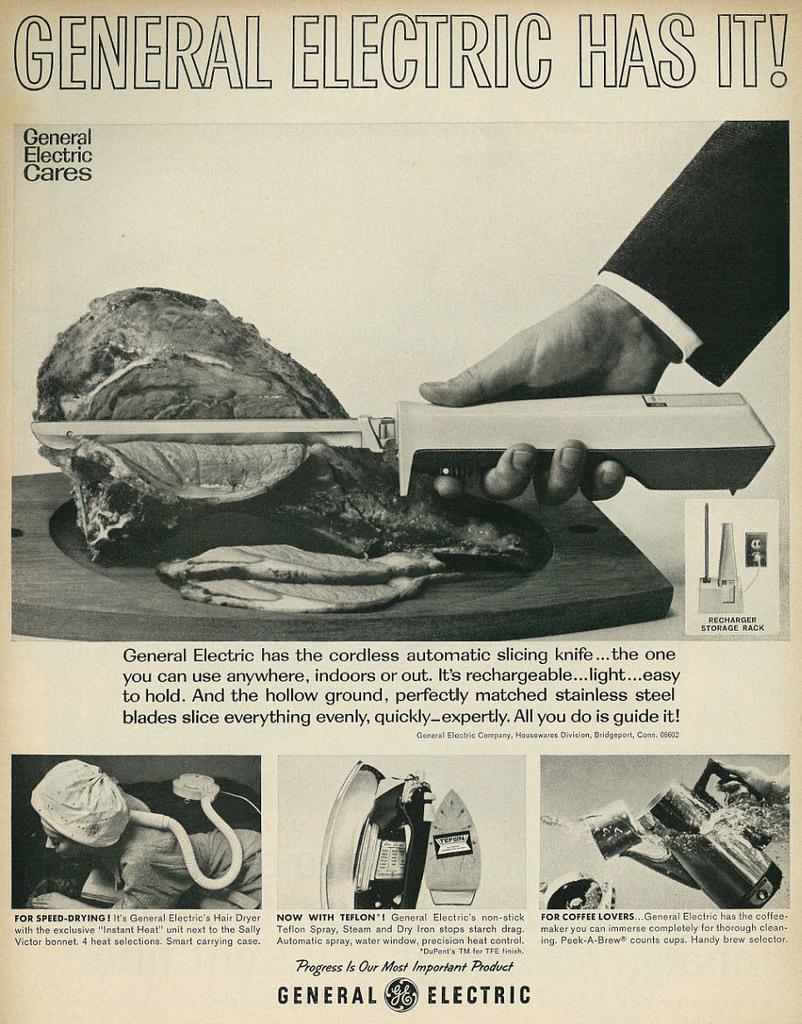 GENERAL ELECTRIC HAS IT!
General
Electric
Cares
RECHARGER
STORAGE RACK
General Electric has the cordless automatic slicing knife...the one
you can use anywhere, indoors or out. It's rechargeable...light...easy
to hold. And the hollow ground, perfectly matched stainless steel
blades slice everything evenly, quickly—expertly. All you do is guide it!
General Electric Company, Housewares Division, Bridgeport, Conn. 06602
TEFLON
FOR SPEED-DRYING! It's General Electric's Hair Dryer
with the exclusive "Instant Heat" unit next to the Sally
Victor bonnet. 4 heat selections. Smart carrying case.
NOW WITH TEFLON*! General Electric's non-stick
Teflon Spray, Steam and Dry Iron stops starch drag.
Automatic spray, water window, precision heat control.
*DuPont's TM for TFE finish.
FOR COFFEE LOVERS...General Electric has the coffee-
maker you can immerse completely for thorough clean-
ing. Peek-A-Brew® counts cups. Handy brew selector.
Progress Is Our Most Important Product
GENERAL GE ELECTRIC